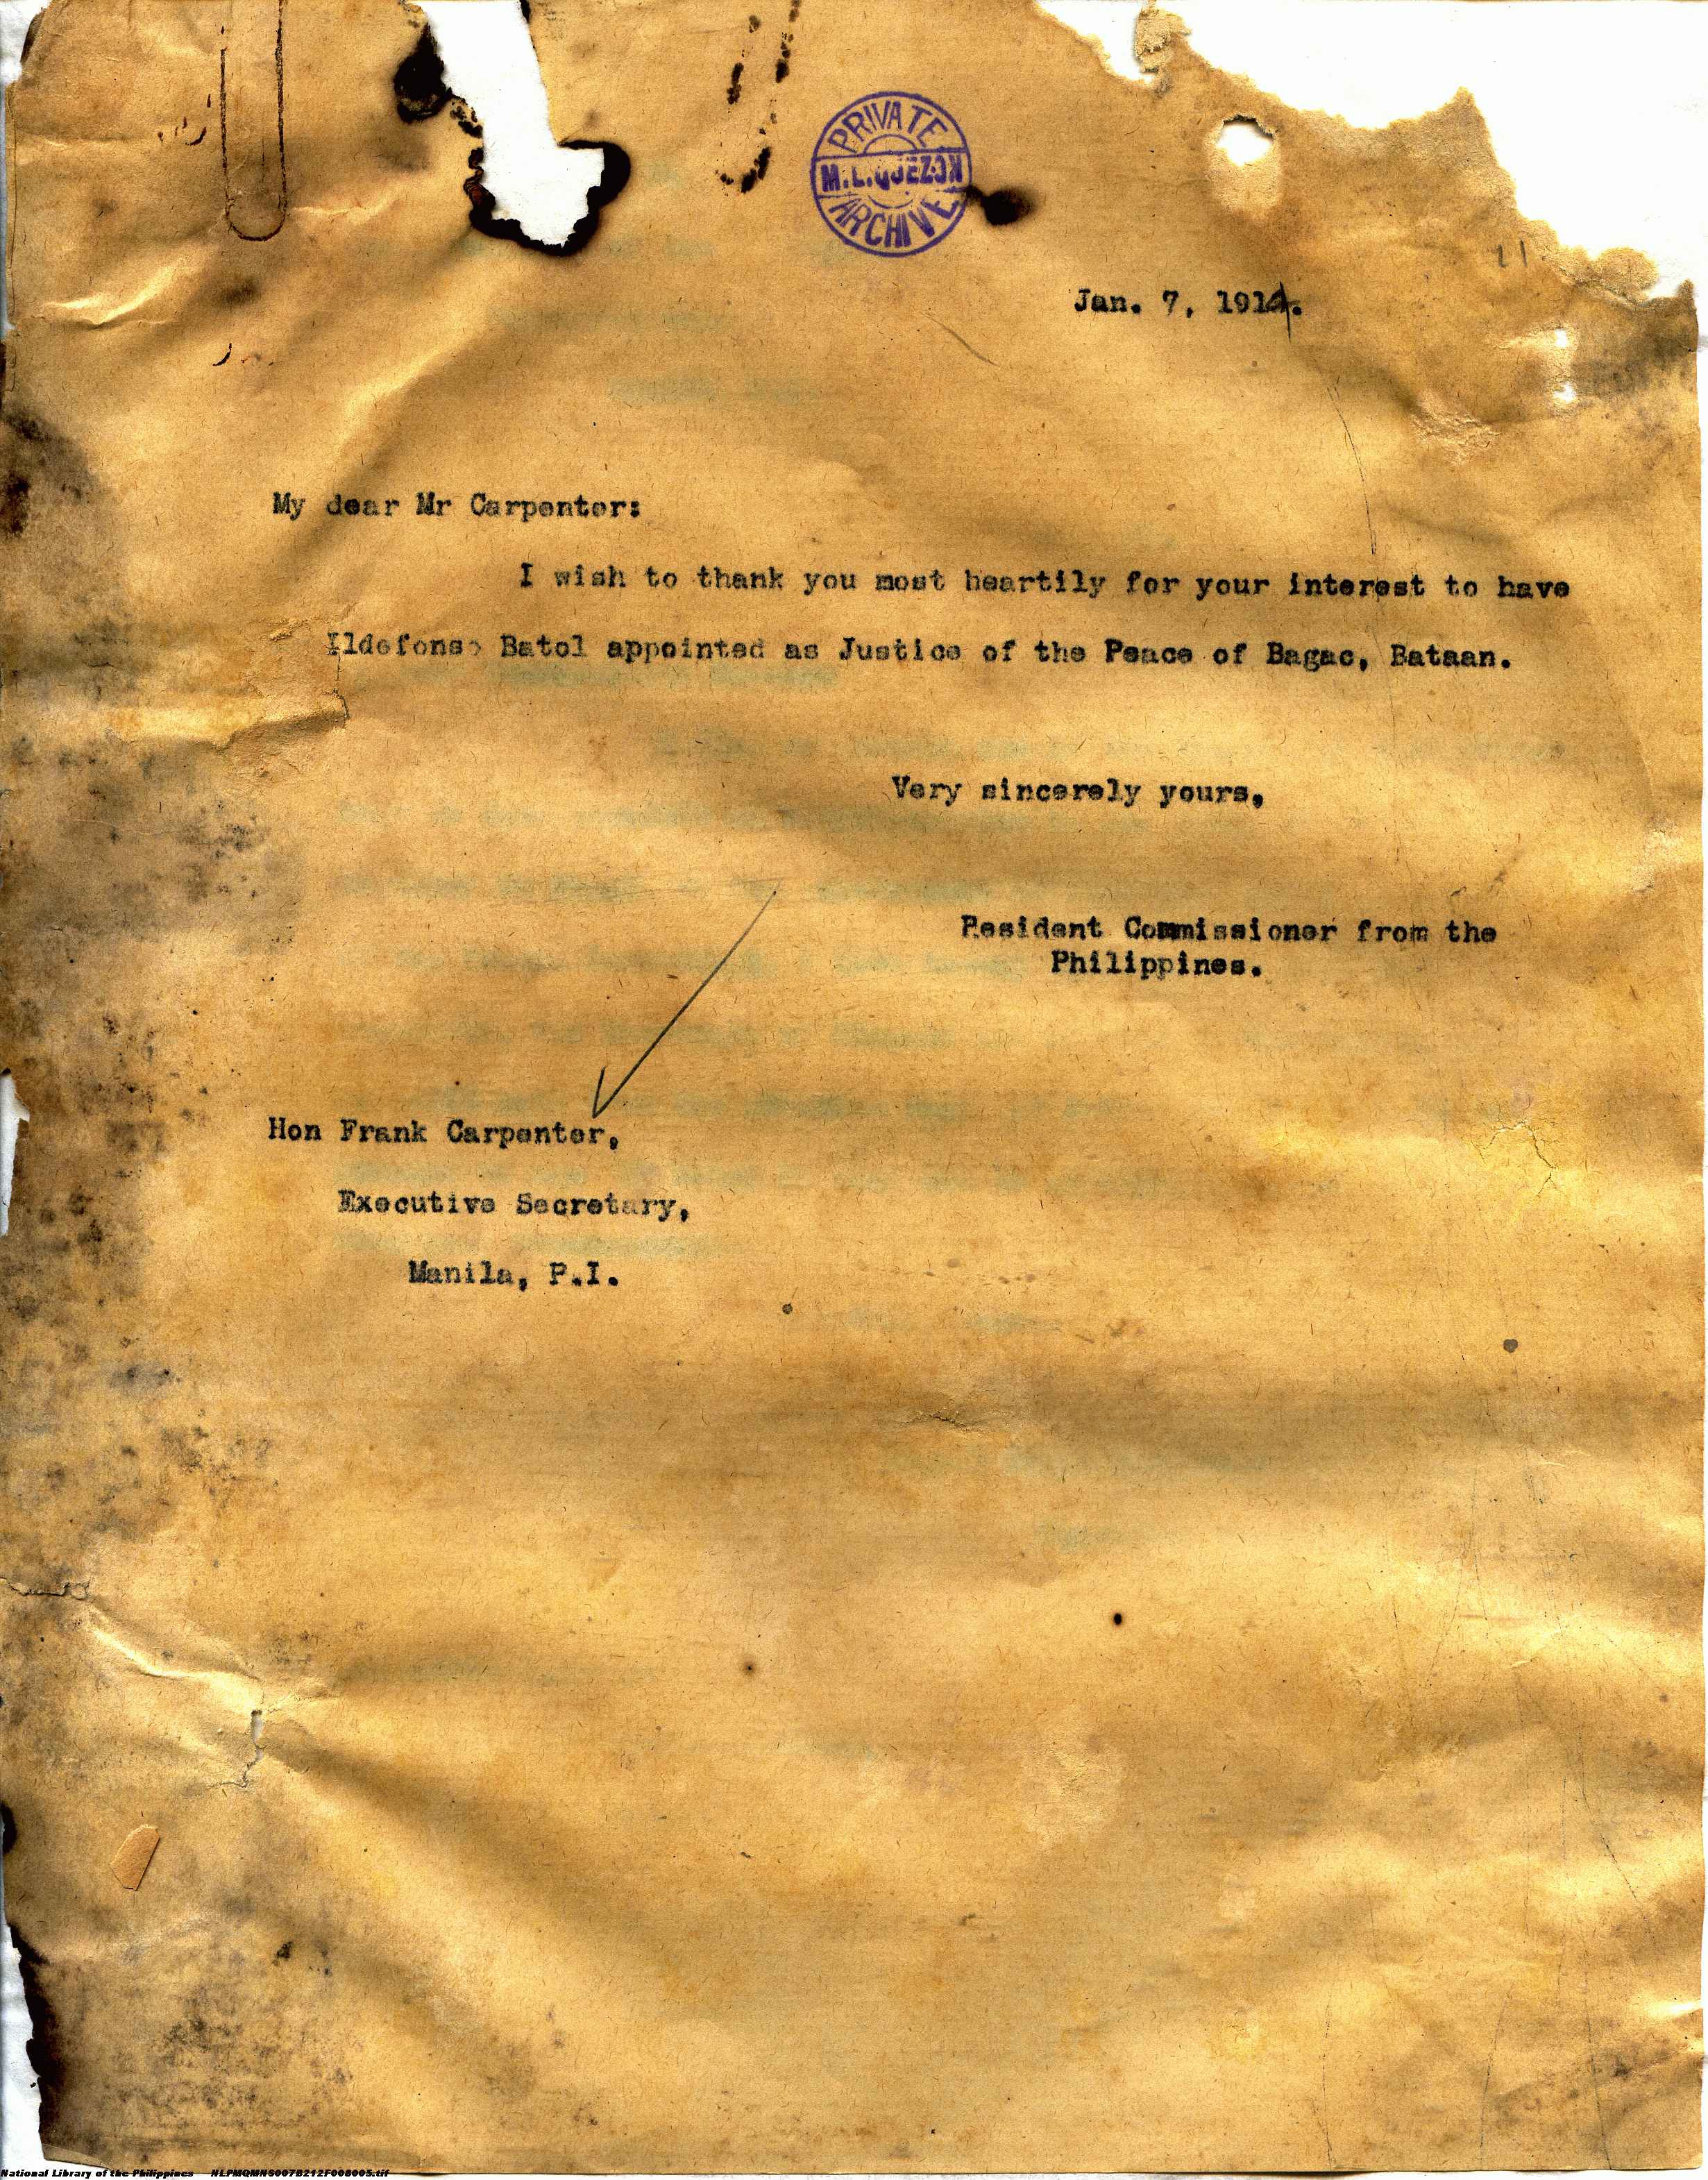 PRIVATE
M.L.QUEZON
ARCHIVE
Jan. 7, 1914.
My dear Mr Carpenter:
I wish to thank you most heartily for your interest to have
Ildefonso Batol appointed as Justice of the Peace of Bagac, Bataan.
Very sincerely yours,
Resident Commissioner from the
Philippines.
Hon Frank Carpenter,
Executive Secretary,
Manila, P.I.
National Library of the Philippines NLPMQMNS007B212F008005.tif